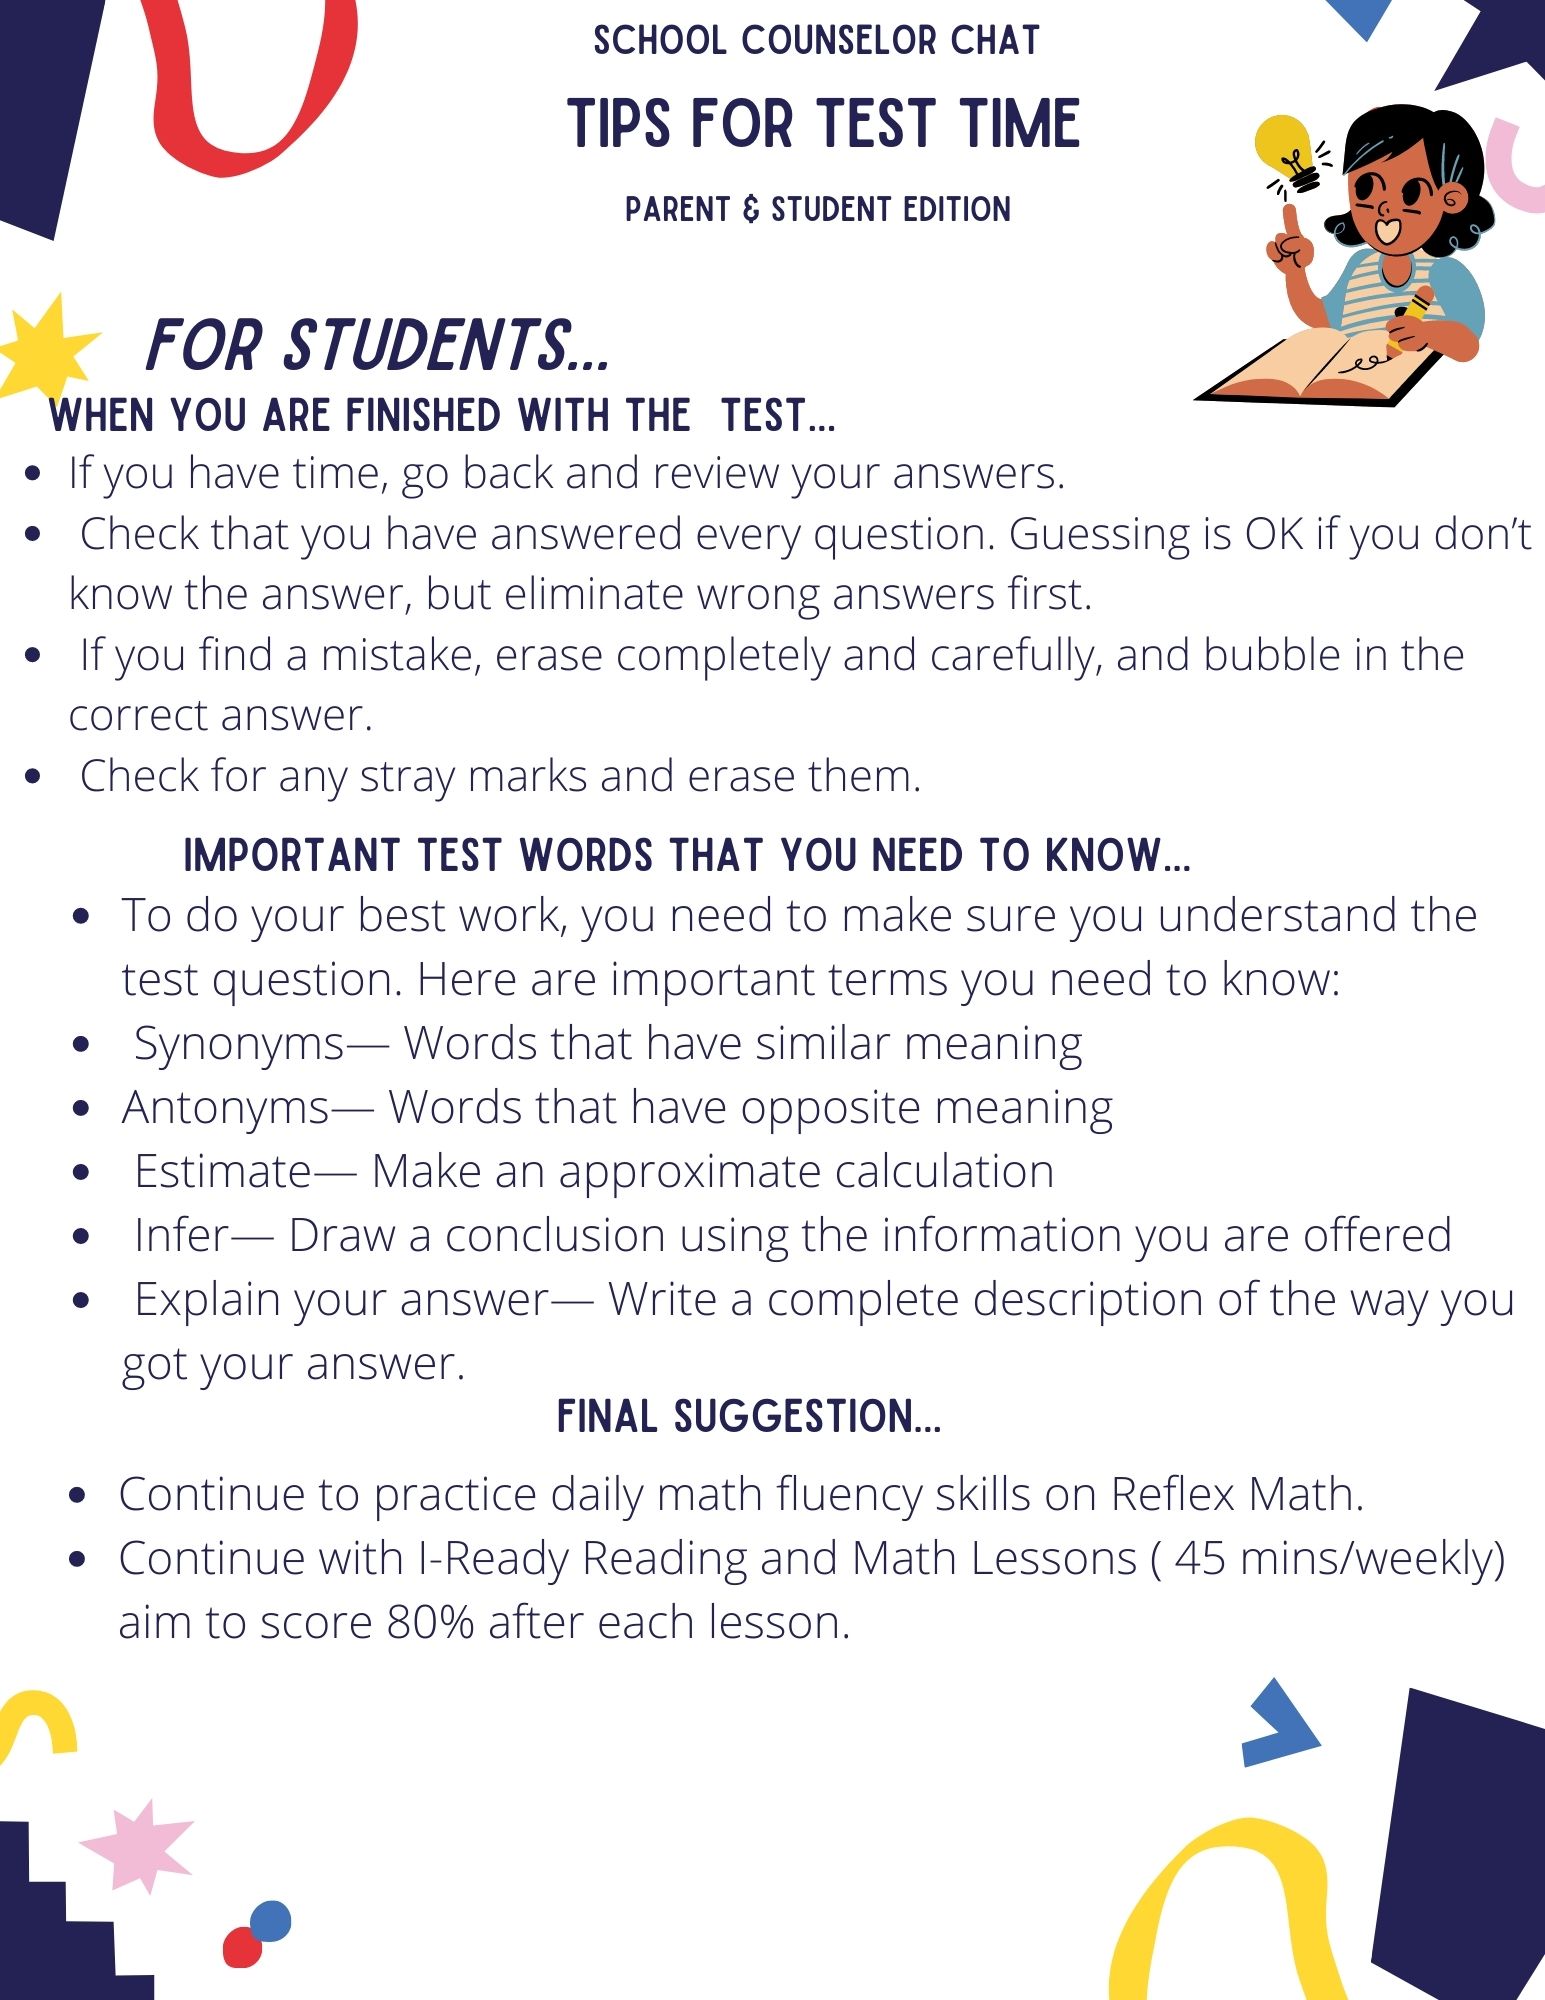 SCHOOL COUNSELOR CHAT
TIPS FOR TEST TIME
PARENT & STUDENT EDITION
FOR STUDENTS...
WHEN YOU ARE FINISHED WITH THE TEST...
• If you have time, go back and review your answers.
• Check that you have answered every question. Guessing is OK if you don’t
know the answer, but eliminate wrong answers first.
• If you find a mistake, erase completely and carefully, and bubble in the
correct answer.
• Check for any stray marks and erase them.
IMPORTANT TEST WORDS THAT YOU NEED TO KNOW...
• To do your best work, you need to make sure you understand the
test question. Here are important terms you need to know:
• Synonyms— Words that have similar meaning
• Antonyms— Words that have opposite meaning
• Estimate— Make an approximate calculation
• Infer— Draw a conclusion using the information you are offered
• Explain your answer— Write a complete description of the way you
got your answer.
FINAL SUGGESTION...
• Continue to practice daily math fluency skills on Reflex Math.
• Continue with I-Ready Reading and Math Lessons ( 45 mins/weekly)
aim to score 80% after each lesson.